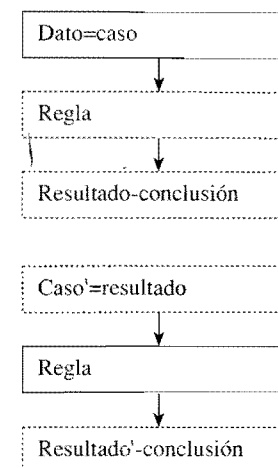 Dato=caso
Regla
Resultado-conclusión
Caso'=resultado
Regla
Resultado'-conclusión